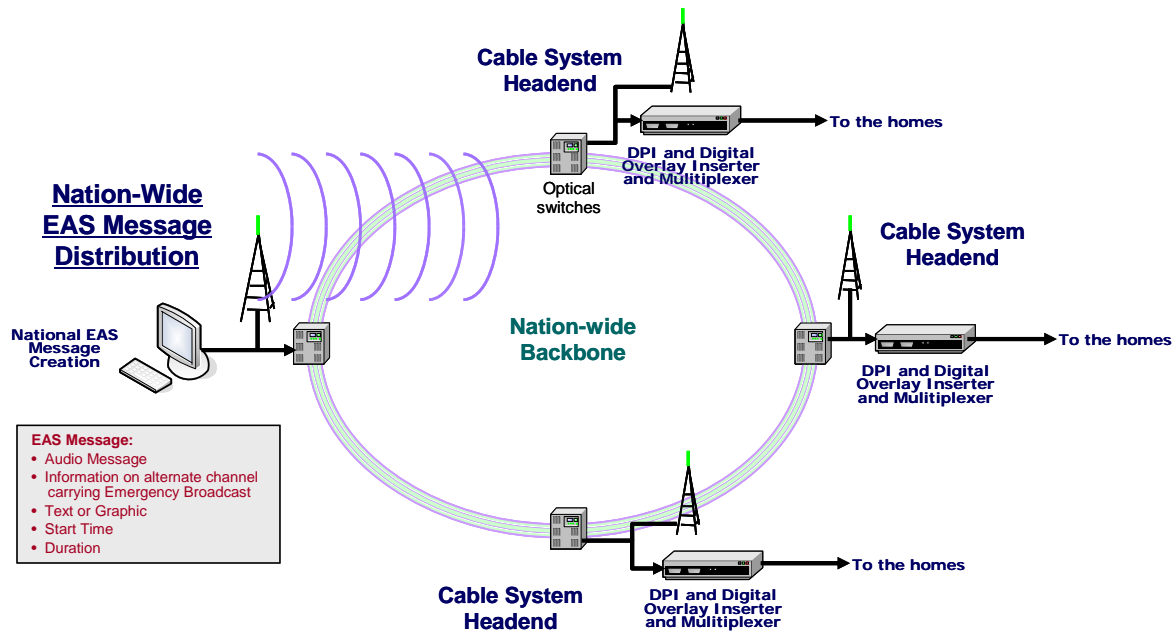 Cable System
Headend
To the homes
DPI and Digital
Overlay Inserter
and Mulitiplexer
Optical
switches
Nation-Wide
EAS Message
Distribution
Cable System
Headend
National EAS
Message
Creation
Nation-wide
Backbone
To the homes
DPI and Digital
Overlay Inserter
and Mulitiplexer
EAS Message:
• Audio Message
• Information on alternate channel
carrying Emergency Broadcast
• Text or Graphic
• Start Time
• Duration
To the homes
DPI and Digital
Overlay Inserter
and Mulitiplexer
Cable System
Headend